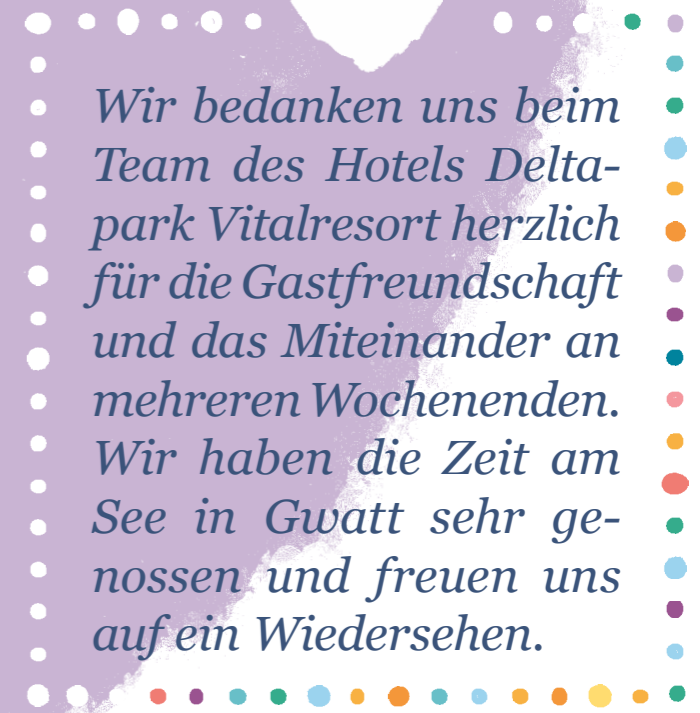 Wir bedanken uns beim
Team des Hotels Delta-
park Vitalresort herzlich
für die Gastfreundschaft
und das Miteinander an
mehreren Wochenenden.
Wir haben die Zeit am
See in Gwatt sehr ge-
nossen und freuen uns
auf ein Wiedersehen.